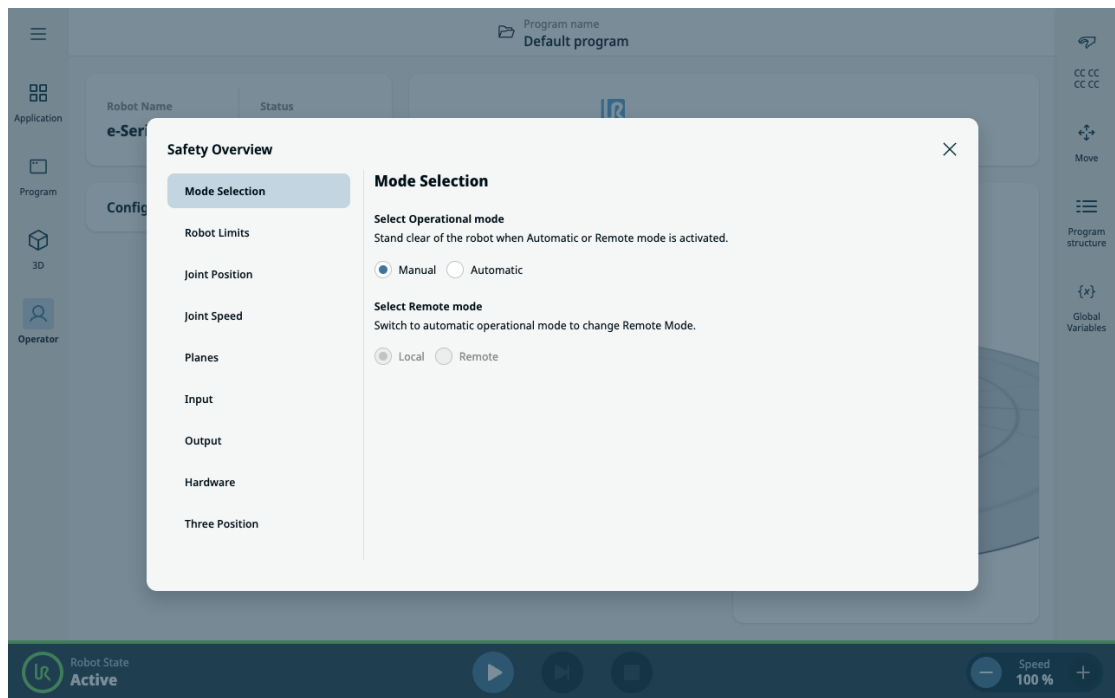 Program name
Default program
Application
Program
3D
Operator
Robot Name
Status
e-Seri
Config
Safety Overview
Mode Selection
Robot Limits
Joint Position
Joint Speed
Planes
Input
Output
Hardware
Three Position
Mode Selection
Select Operational mode
Stand clear of the robot when Automatic or Remote mode is activated.
Manual
Automatic
Select Remote mode
Switch to automatic operational mode to change Remote Mode.
Local
Remote
CC CC
CC CC
Move
Program
structure
{x}
Global
Variables
Robot State
Active
Speed
100 %